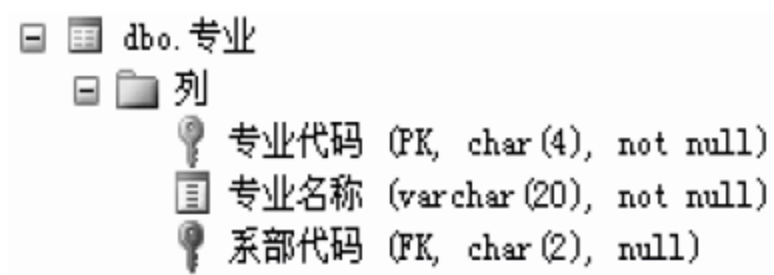 dbo.专业
列
专业代码 (PK, char(4), not null)
专业名称 (varchar(20), not null)
系部代码 (FK, char(2), null)